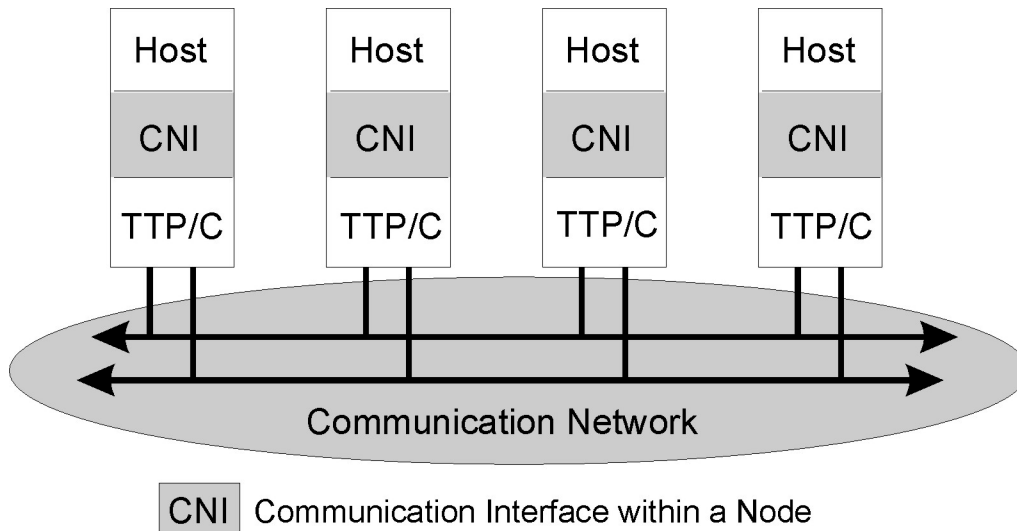 Host Host Host Host
CNI CNI CNI CNI
TTP/C TTP/C TTP/C TTP/C
Communication Network
CNI Communication Interface within a Node